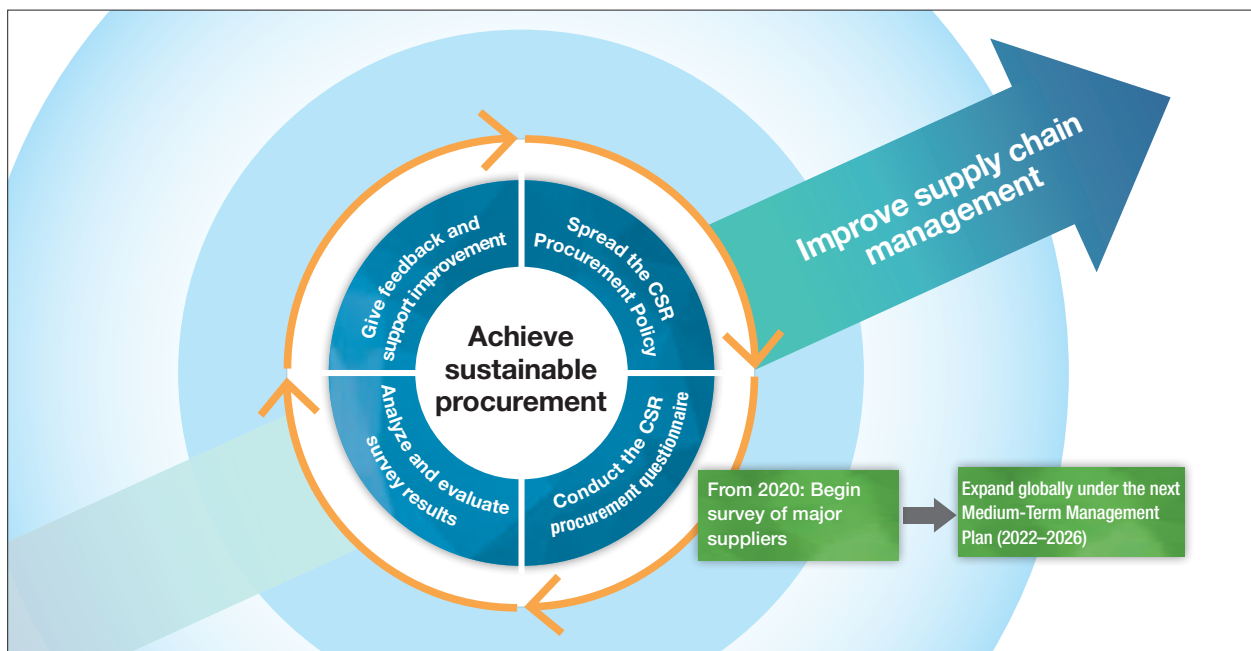 Improve supply chain
management
Give feedback and
support improvement
Spread the CSR
Procurement Policy
Achieve
sustainable
procurement
Analyze and evaluate
survey results
Conduct the CSR
procurement questionnaire
From 2020: Begin
survey of major
suppliers
Expand globally under the next
Medium-Term Management
Plan (2022–2026)